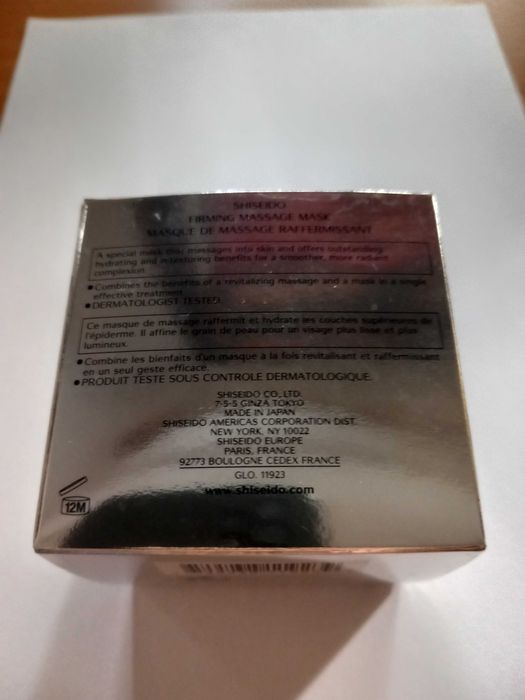 SHISEIDO
FIRMING MASSAGE MASK
MASQUE DE MASSAGE RAFFERMISSANT
A special mask that massages into skin and offers outstanding
hydrating and retexturing benefits for a smoother, more radiant
complexion.
●Combines the benefits of a revitalizing massage and a mask in a single
effective treatment.
●DERMATOLOGIST TESTED.
Ce masque de massage raffermit et hydrate les couches supérieures de
l'épiderme. Il affine le grain de peau pour un visage plus lisse et plus
lumineux.
●Combine les bienfaits d'un masque à la fois revitalisant et raffermissant
en un seul geste efficace.
●PRODUIT TESTE SOUS CONTROLE DERMATOLOGIQUE.
SHISEIDO CO., LTD.
7-5-5 GINZA TOKYO
MADE IN JAPAN
SHISEIDO AMERICAS CORPORATION DIST.
NEW YORK, NY 10022
SHISEIDO EUROPE
PARIS, FRANCE
92773 BOULOGNE CEDEX FRANCE
GLO. 11923
www.shiseido.com
12M